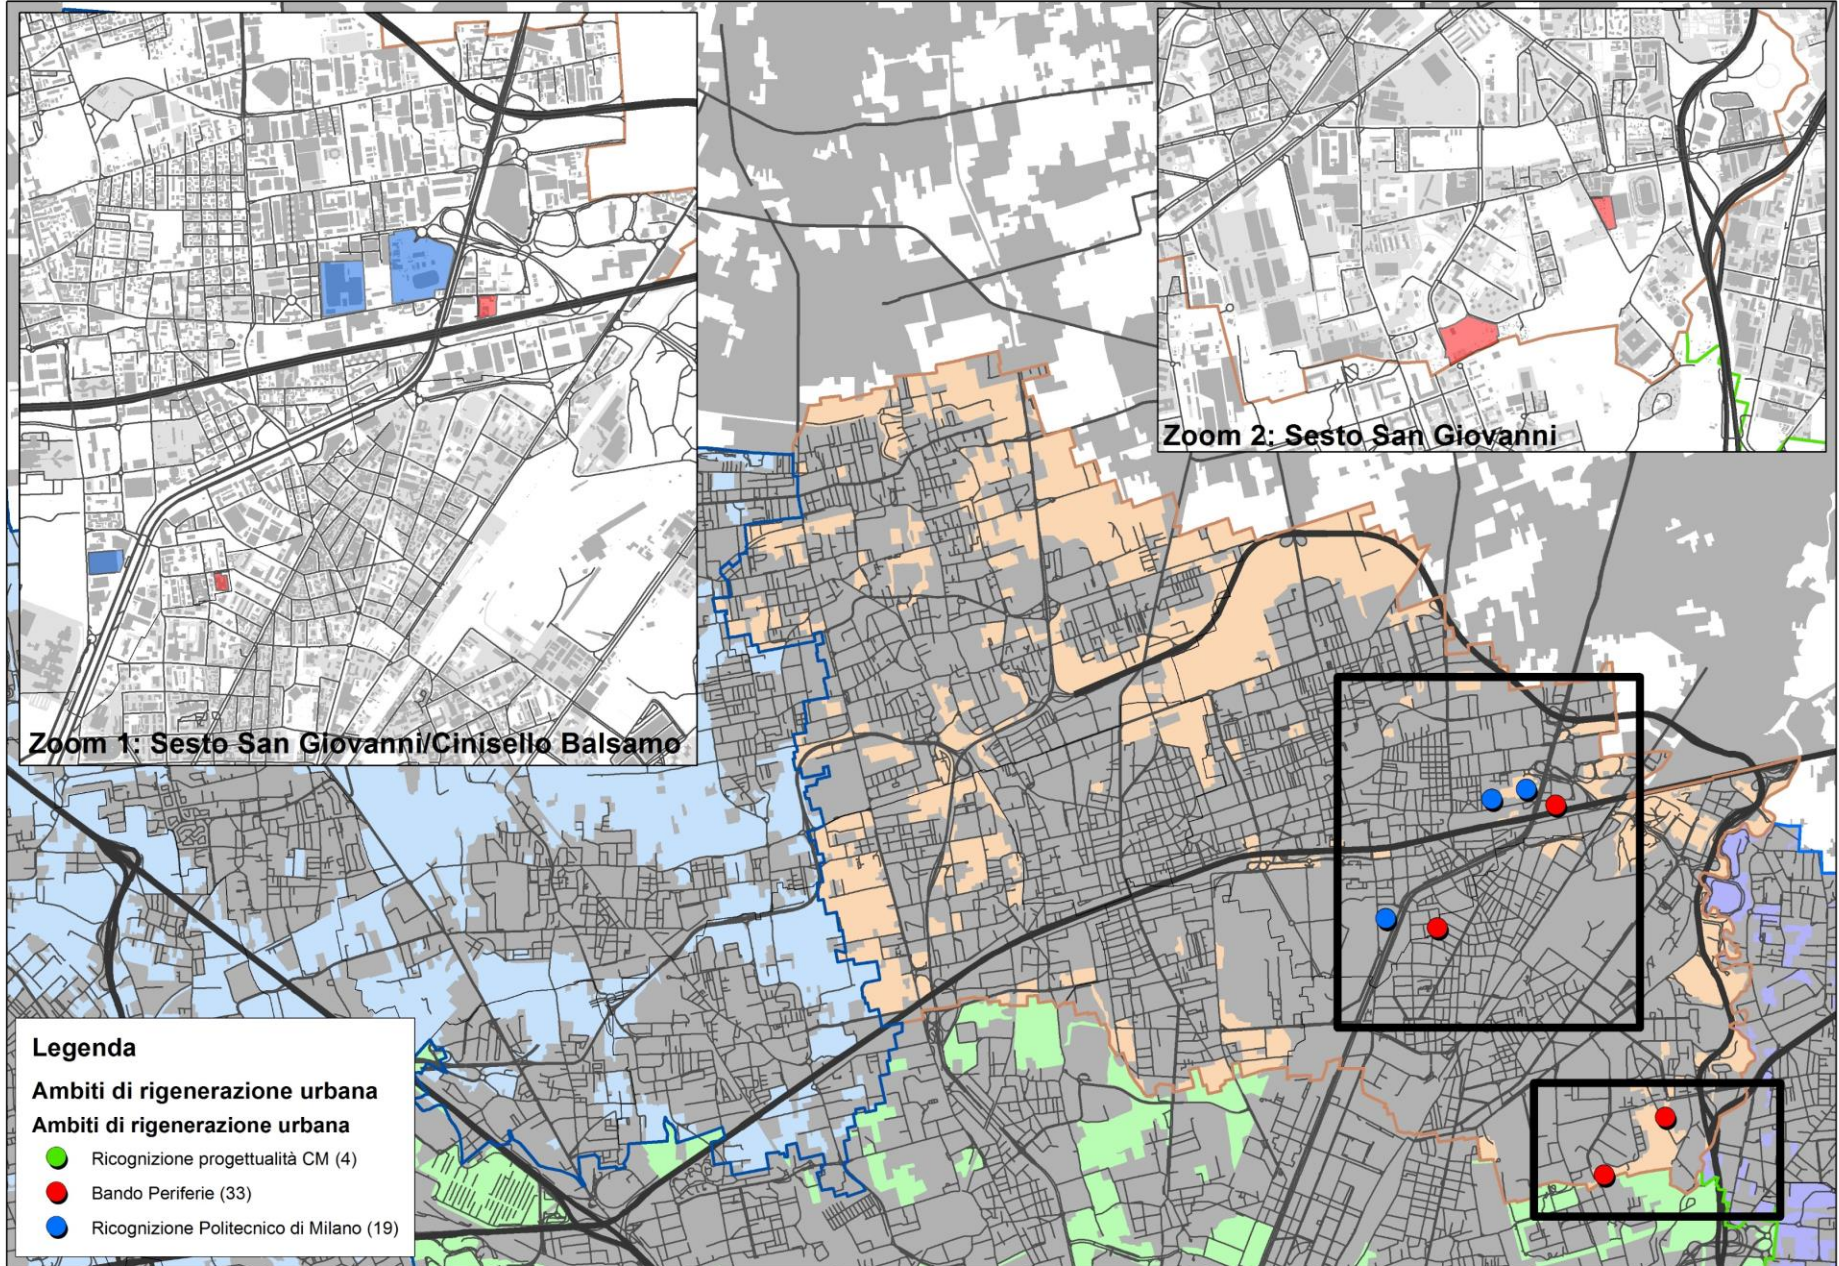 Zoom 2: Sesto San Giovanni
Zoom 1: Sesto San Giovanni/Cinisello Balsamo
Legenda
Ambiti di rigenerazione urbana
Ambiti di rigenerazione urbana
Ricognizione progettualità CM (4)
Bando Periferie (33)
Ricognizione Politecnico di Milano (19)